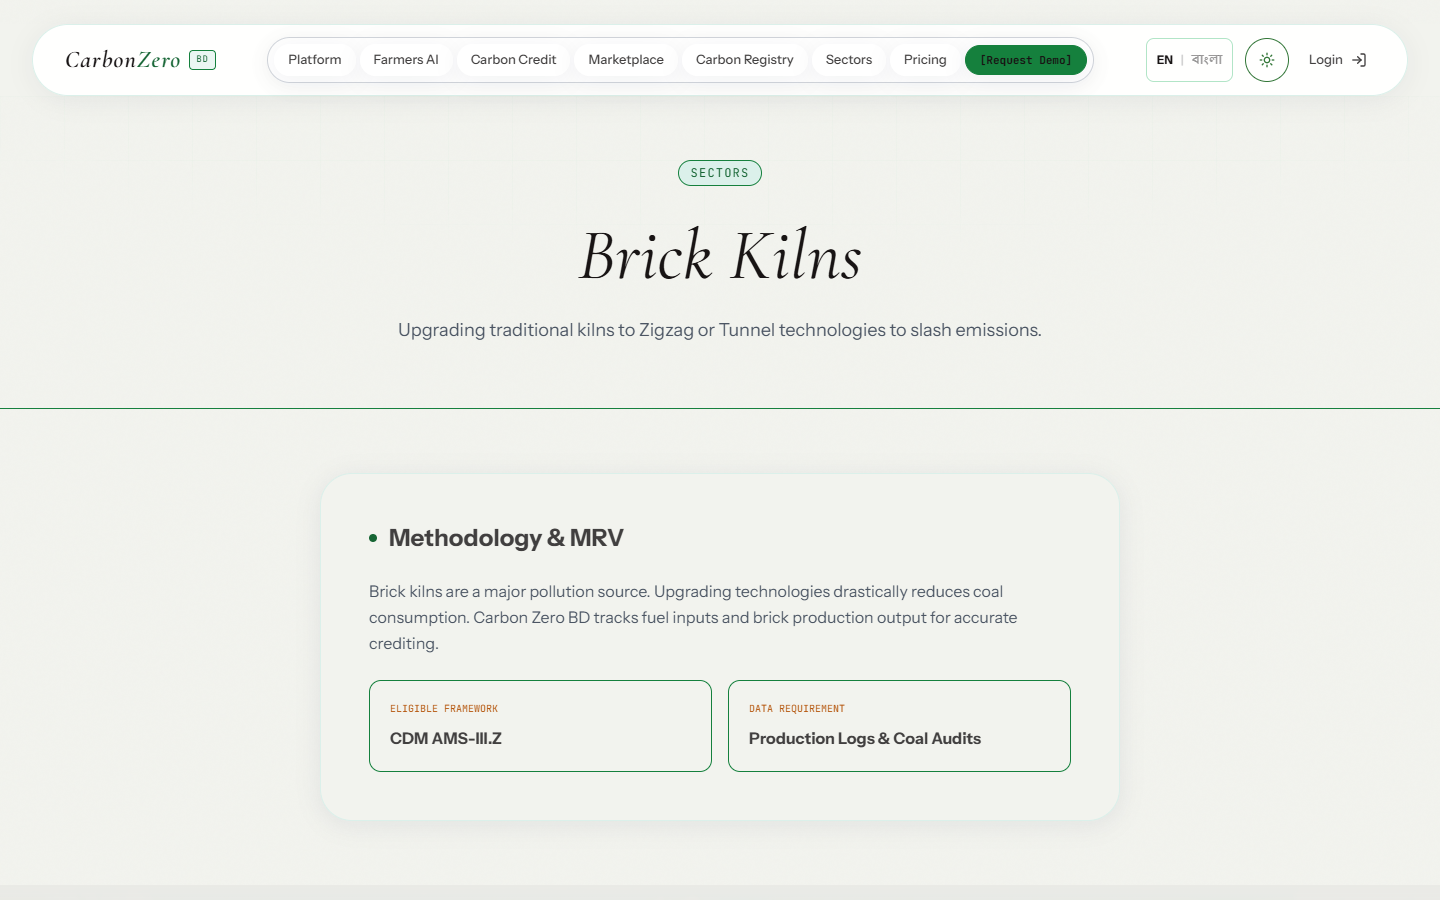 CarbonZero BD
Platform
Farmers AI
Carbon Credit
Marketplace
Carbon Registry
Sectors
Pricing
[Request Demo]
EN | বাংলা
Login
SECTORS
Brick Kilns
Upgrading traditional kilns to Zigzag or Tunnel technologies to slash emissions.
Methodology & MRV
Brick kilns are a major pollution source. Upgrading technologies drastically reduces coal
consumption. Carbon Zero BD tracks fuel inputs and brick production output for accurate
crediting.
ELIGIBLE FRAMEWORK
CDM AMS-III.Z
DATA REQUIREMENT
Production Logs & Coal Audits